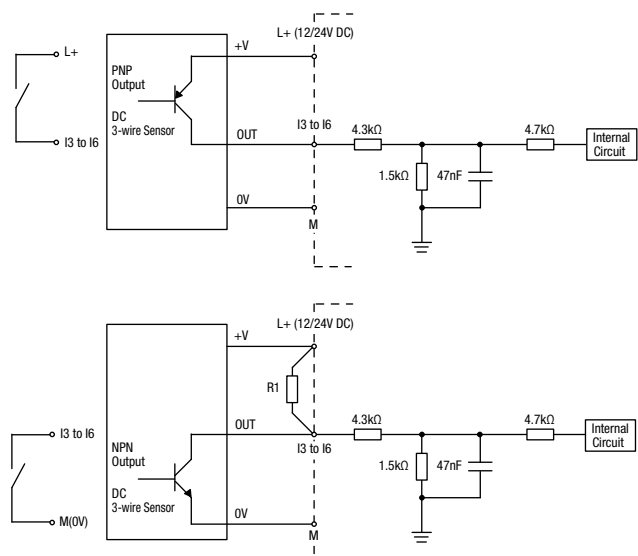 L+ (12/24V DC)
+V
L+
PNP
Output
DC
3-wire Sensor
I3 to I6
OUT
I3 to I6
4.3kΩ
4.7kΩ
Internal
Circuit
1.5kΩ
47nF
0V
M
L+ (12/24V DC)
+V
R1
I3 to I6
OUT
4.3kΩ
4.7kΩ
Internal
Circuit
NPN
Output
I3 to I6
1.5kΩ
47nF
DC
3-wire Sensor
0V
M(0V)
M